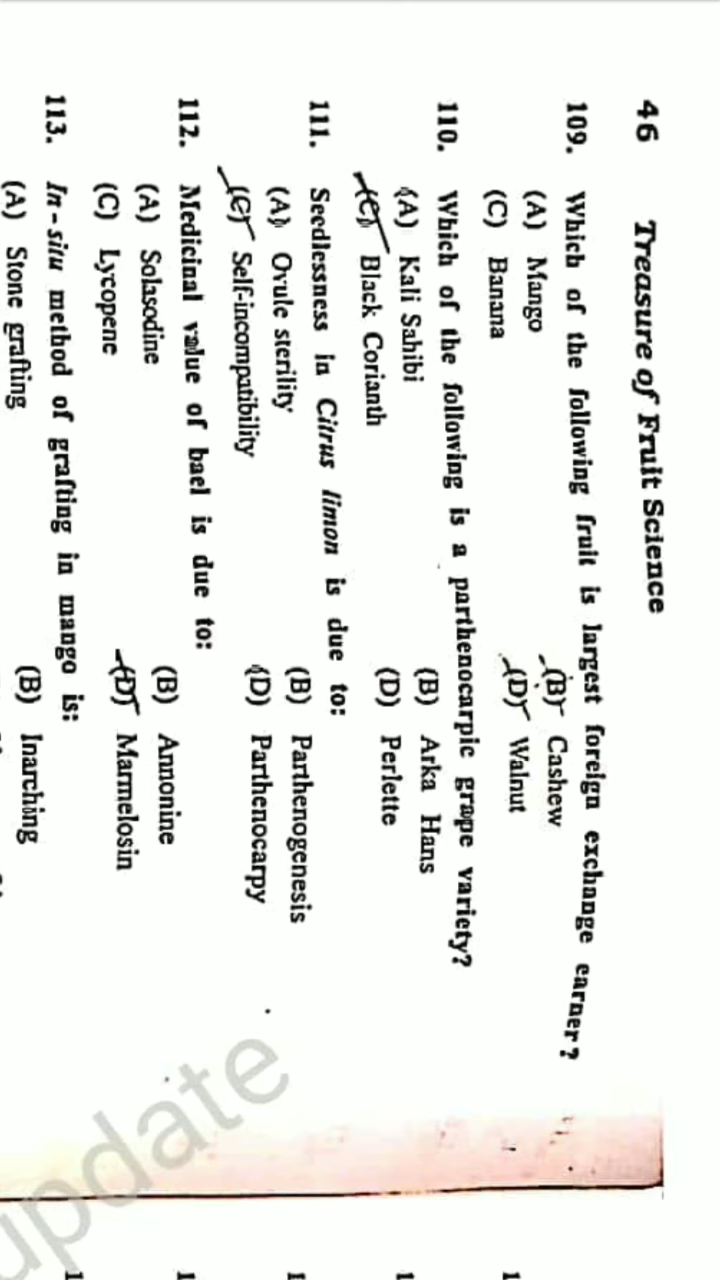 46 Treasure of Fruit Science
109. Which of the following fruit is largest foreign exchange earner?
(A) Mango (B) Cashew
(C) Banana (D) Walnut
110. Which of the following is a parthenocarpic grape variety?
(A) Kali Sahibi (B) Arka Hans
(C) Black Corianth (D) Perlette
111. Seedlessness in Citrus limon is due to:
(A) Ovule sterility (B) Parthenogenesis
(C) Self-incompatibility (D) Parthenocarpy
112. Medicinal value of bael is due to:
(A) Solasodine (B) Annonine
(C) Lycopene (D) Marmelosin
113. In-situ method of grafting in mango is:
(A) Stone grafting (B) Inarching
update